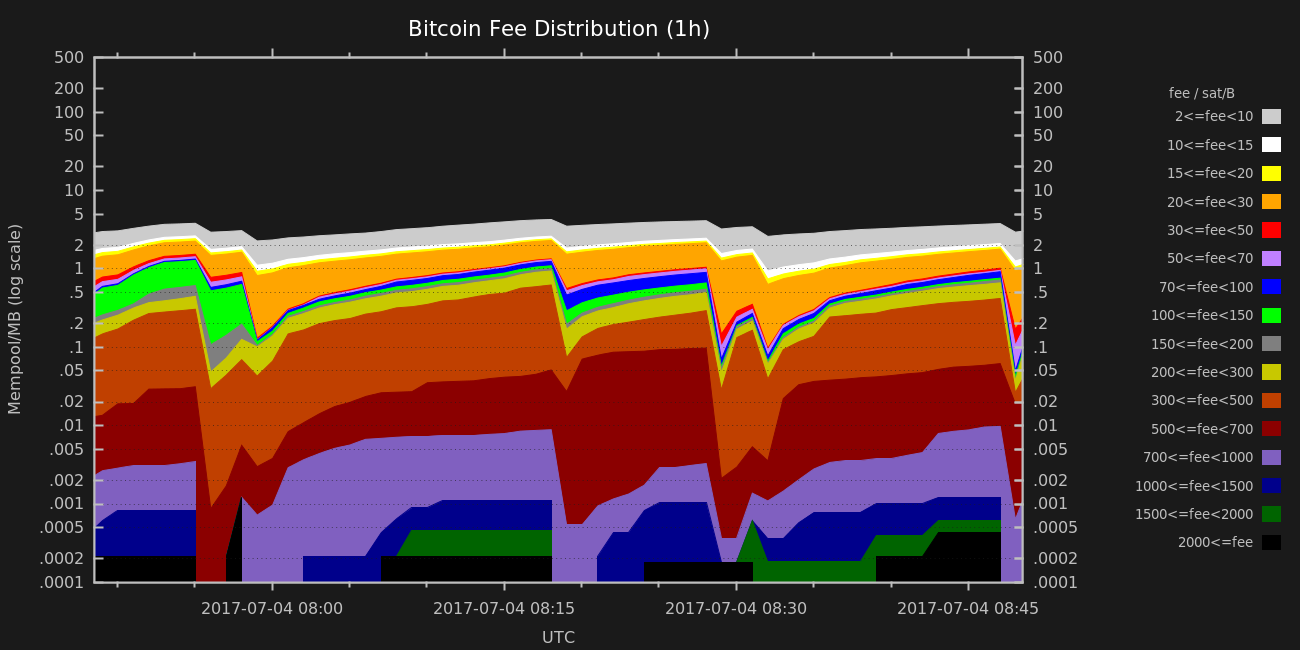 Bitcoin Fee Distribution (1h)
500 500
200 200
100 100
50 50
20 20
10 10
5 5
2 2
1 1
.5 .5
.2 .2
.1 .1
.05 .05
.02 .02
.01 .01
.005 .005
.002 .002
.001 .001
.0005 .0005
.0002 .0002
.0001 .0001
Mempool/MB (log scale)
2017-07-04 08:00 2017-07-04 08:15 2017-07-04 08:30 2017-07-04 08:45
UTC
fee / sat/B
2<=fee<10
10<=fee<15
15<=fee<20
20<=fee<30
30<=fee<50
50<=fee<70
70<=fee<100
100<=fee<150
150<=fee<200
200<=fee<300
300<=fee<500
500<=fee<700
700<=fee<1000
1000<=fee<1500
1500<=fee<2000
2000<=fee